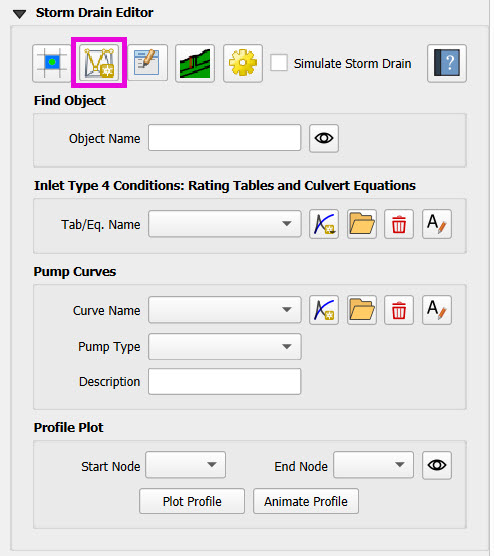 Storm Drain Editor
Simulate Storm Drain
Find Object
Object Name
Inlet Type 4 Conditions: Rating Tables and Culvert Equations
Tab/Eq. Name
Pump Curves
Curve Name
Pump Type
Description
Profile Plot
Start Node End Node
Plot Profile Animate Profile